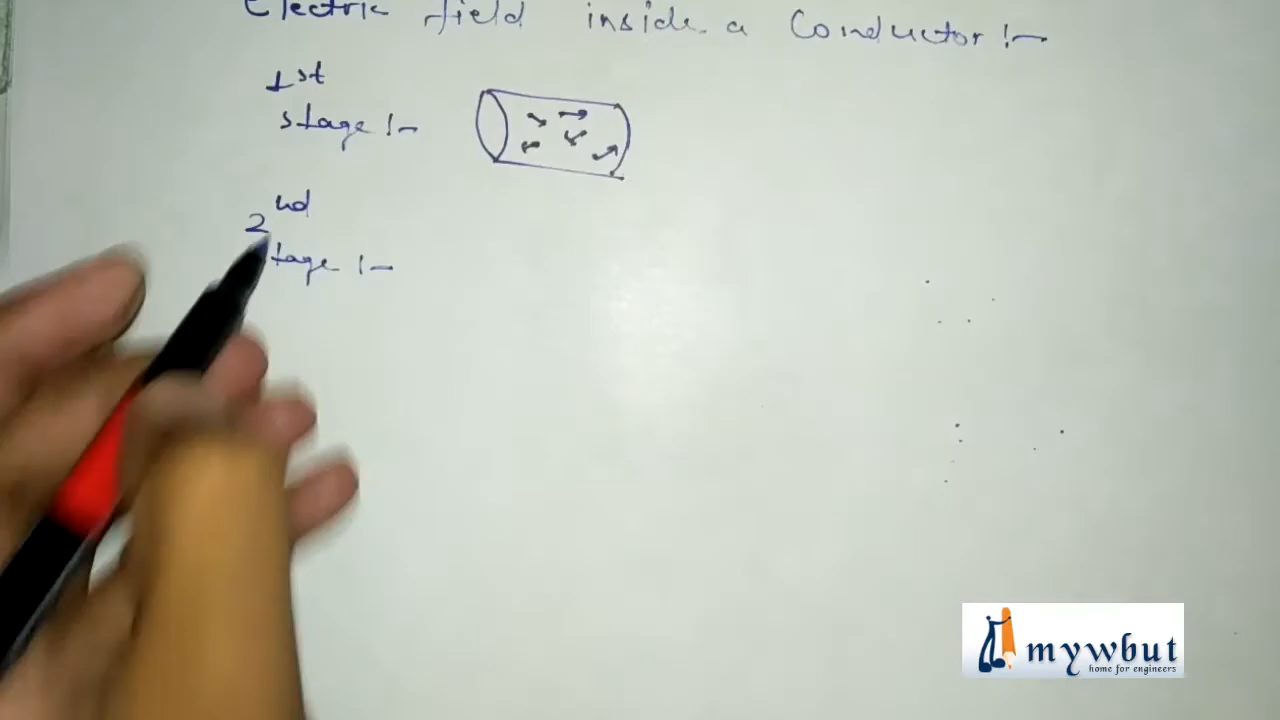 Electric field inside a Conductor :-
1st
stage :-
2nd
stage :-
mywbut
home for engineers